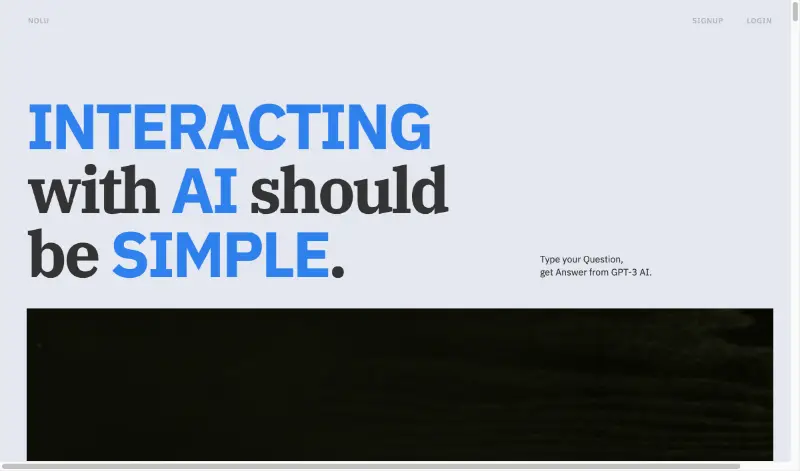 NOLU
SIGNUP LOGIN
INTERACTING
with AI should
be SIMPLE.
Type your Question,
get Answer from GPT-3 AI.